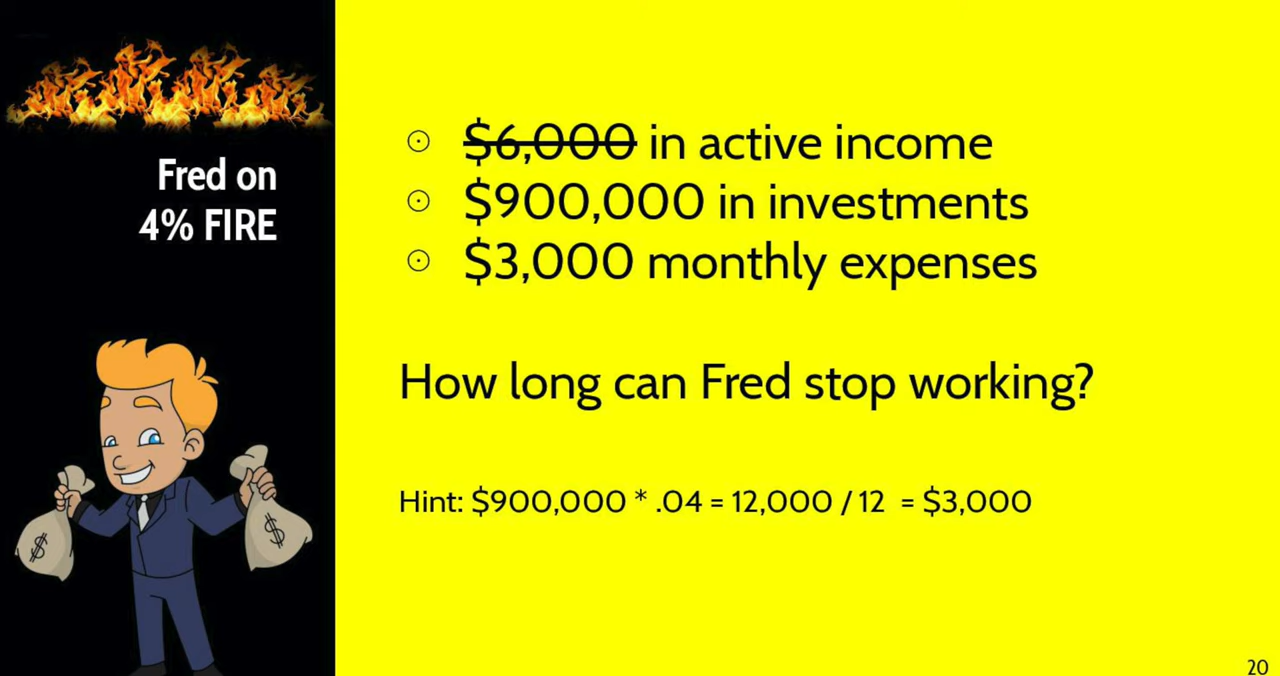 Fred on
4% FIRE
$6,000 in active income
$900,000 in investments
$3,000 monthly expenses
How long can Fred stop working?
Hint: $900,000 * .04 = 12,000 / 12 = $3,000
$
$
20